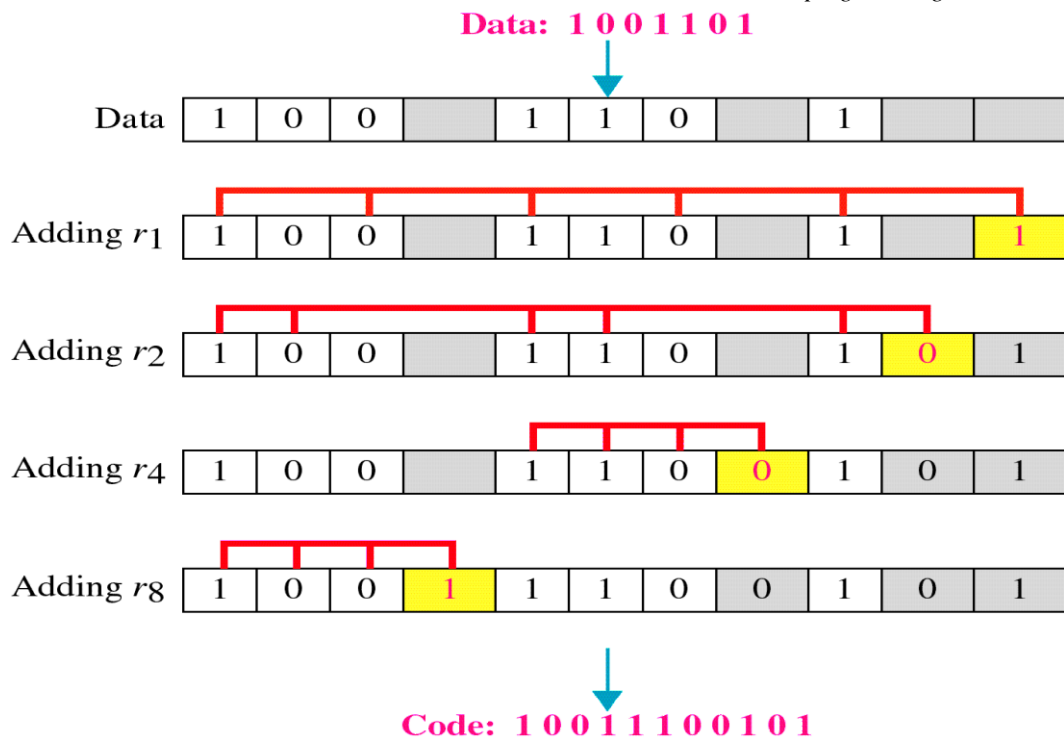 Data: 1 0 0 1 1 0 1
Data 1 0 0 1 1 0 1
Adding r1 1 0 0 1 1 0 1 1
Adding r2 1 0 0 1 1 0 1 0 1
Adding r4 1 0 0 1 1 0 0 1 0 1
Adding r8 1 0 0 1 1 1 0 0 1 0 1
Code: 1 0 0 1 1 1 0 0 1 0 1